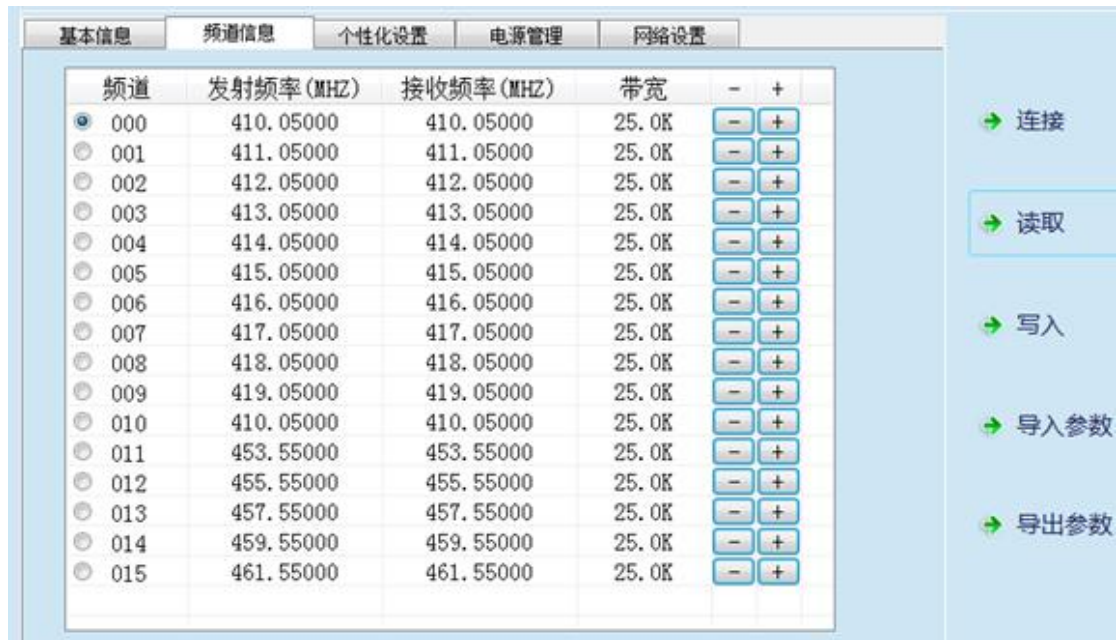 基本信息 频道信息 个性化设置 电源管理 网络设置
频道 发射频率(MHZ) 接收频率(MHZ) 带宽 - +
000 410.05000 410.05000 25.0K - +
001 411.05000 411.05000 25.0K - +
002 412.05000 412.05000 25.0K - +
003 413.05000 413.05000 25.0K - +
004 414.05000 414.05000 25.0K - +
005 415.05000 415.05000 25.0K - +
006 416.05000 416.05000 25.0K - +
007 417.05000 417.05000 25.0K - +
008 418.05000 418.05000 25.0K - +
009 419.05000 419.05000 25.0K - +
010 410.05000 410.05000 25.0K - +
011 453.55000 453.55000 25.0K - +
012 455.55000 455.55000 25.0K - +
013 457.55000 457.55000 25.0K - +
014 459.55000 459.55000 25.0K - +
015 461.55000 461.55000 25.0K - +
连接
读取
写入
导入参数
导出参数